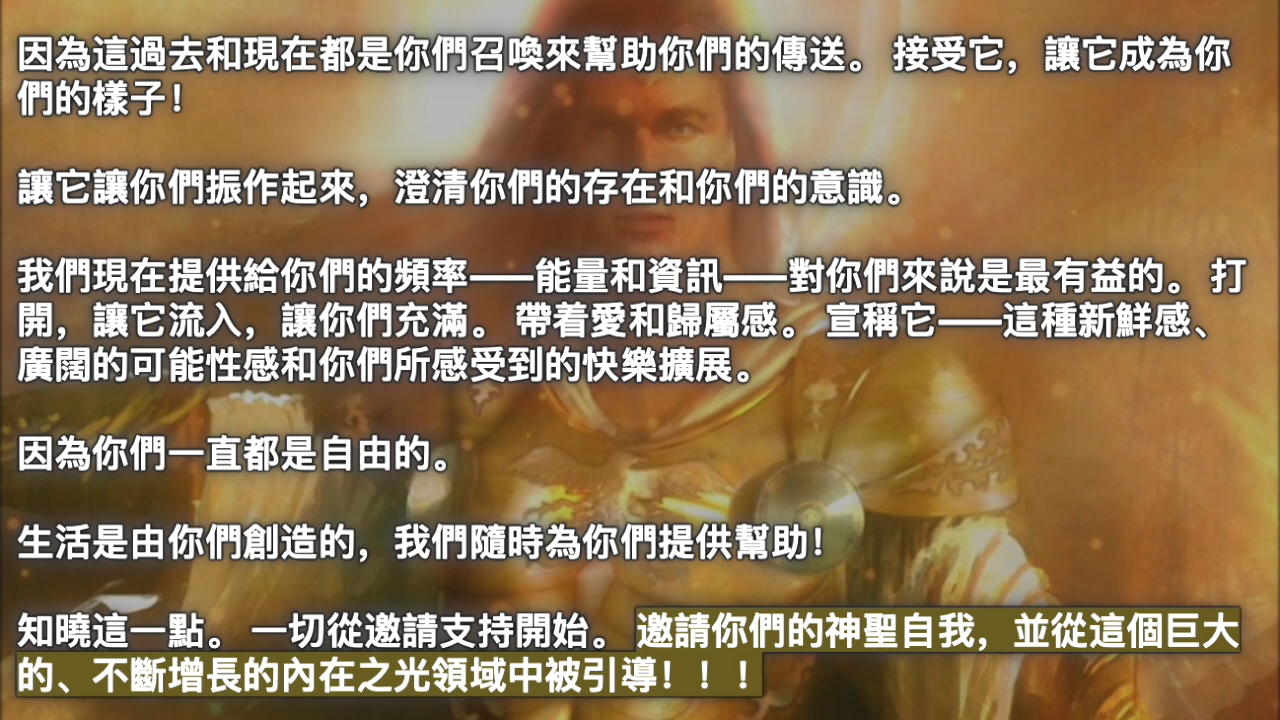 因為這過去和現在都是你們召喚來幫助你們的傳送。 接受它，讓它成為你
們的樣子！
讓它讓你們振作起來，澄清你們的存在和你們的意識。
我們現在提供給你們的頻率——能量和資訊——對你們來說是最有益的。 打
開，讓它流入，讓你們充滿。 帶着愛和歸屬感。 宣稱它——這種新鮮感、
廣闊的可能性感和你們所感受到的快樂擴展。
因為你們一直都是自由的。
生活是由你們創造的，我們隨時為你們提供幫助！
知曉這一點。 一切從邀請支持開始。 邀請你們的神聖自我，並從這個巨大
的、不斷增長的內在之光領域中被引導！！！